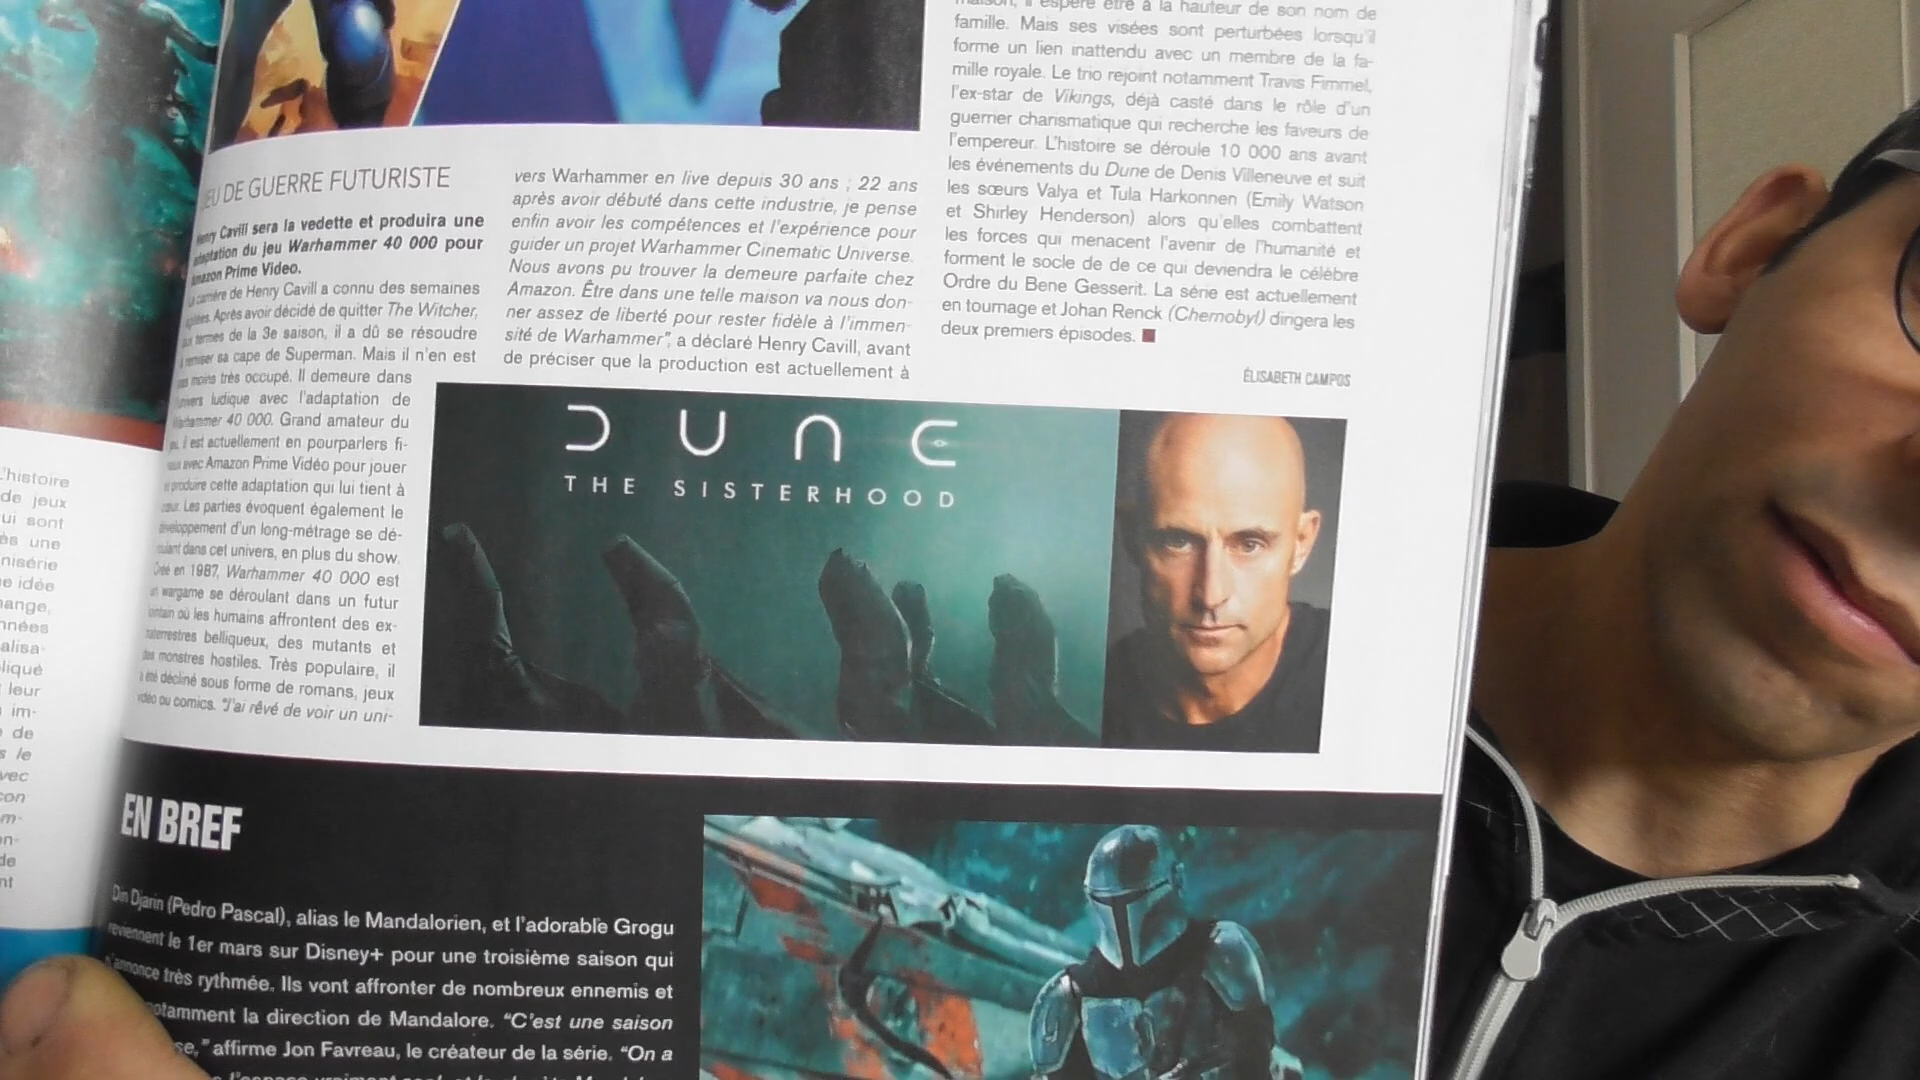 L'histoire
de jeux
ui sont
ès une
nisérie
e idée
ange,
nnées
alisa-
liqué
leur
im-
de
s le
vec
con
m-
on-
de
nt
JEU DE GUERRE FUTURISTE
Henry Cavill sera la vedette et produira une
adaptation du jeu Warhammer 40 000 pour
Amazon Prime Video.
La carrière de Henry Cavill a connu des semaines
agitées. Après avoir décidé de quitter The Witcher,
aux termes de la 3e saison, il a dû se résoudre
à remiser sa cape de Superman. Mais il n'en est
pas moins très occupé. Il demeure dans
l'univers ludique avec l'adaptation de
Warhammer 40 000. Grand amateur du
jeu, il est actuellement en pourparlers fi-
naux avec Amazon Prime Vidéo pour jouer
et produire cette adaptation qui lui tient à
cœur. Les parties évoquent également le
développement d'un long-métrage se dé-
roulant dans cet univers, en plus du show.
Créé en 1987, Warhammer 40 000 est
un wargame se déroulant dans un futur
lointain où les humains affrontent des ex-
traterrestres belliqueux, des mutants et
des monstres hostiles. Très populaire, il
a été décliné sous forme de romans, jeux
vidéo ou comics. "J'ai rêvé de voir un uni-
vers Warhammer en live depuis 30 ans ; 22 ans
après avoir débuté dans cette industrie, je pense
enfin avoir les compétences et l'expérience pour
guider un projet Warhammer Cinematic Universe.
Nous avons pu trouver la demeure parfaite chez
Amazon. Être dans une telle maison va nous don-
ner assez de liberté pour rester fidèle à l'immen-
sité de Warhammer", a déclaré Henry Cavill, avant
de préciser que la production est actuellement à
maison, il espère être à la hauteur de son nom de
famille. Mais ses visées sont perturbées lorsqu'il
forme un lien inattendu avec un membre de la fa-
mille royale. Le trio rejoint notamment Travis Fimmel,
l'ex-star de Vikings, déjà casté dans le rôle d'un
guerrier charismatique qui recherche les faveurs de
l'empereur. L'histoire se déroule 10 000 ans avant
les événements du Dune de Denis Villeneuve et suit
les sœurs Valya et Tula Harkonnen (Emily Watson
et Shirley Henderson) alors qu'elles combattent
les forces qui menacent l'avenir de l'humanité et
forment le socle de de ce qui deviendra le célèbre
Ordre du Bene Gesserit. La série est actuellement
en tournage et Johan Renck (Chernobyl) dirigera les
deux premiers épisodes.
ÉLISABETH CAMPOS
DUNE
THE SISTERHOOD
EN BREF
Din Djarin (Pedro Pascal), alias le Mandalorien, et l'adorable Grogu
reviennent le 1er mars sur Disney+ pour une troisième saison qui
s'annonce très rythmée. Ils vont affronter de nombreux ennemis et
notamment la direction de Mandalore. "C'est une saison
se," affirme Jon Favreau, le créateur de la série. "On a